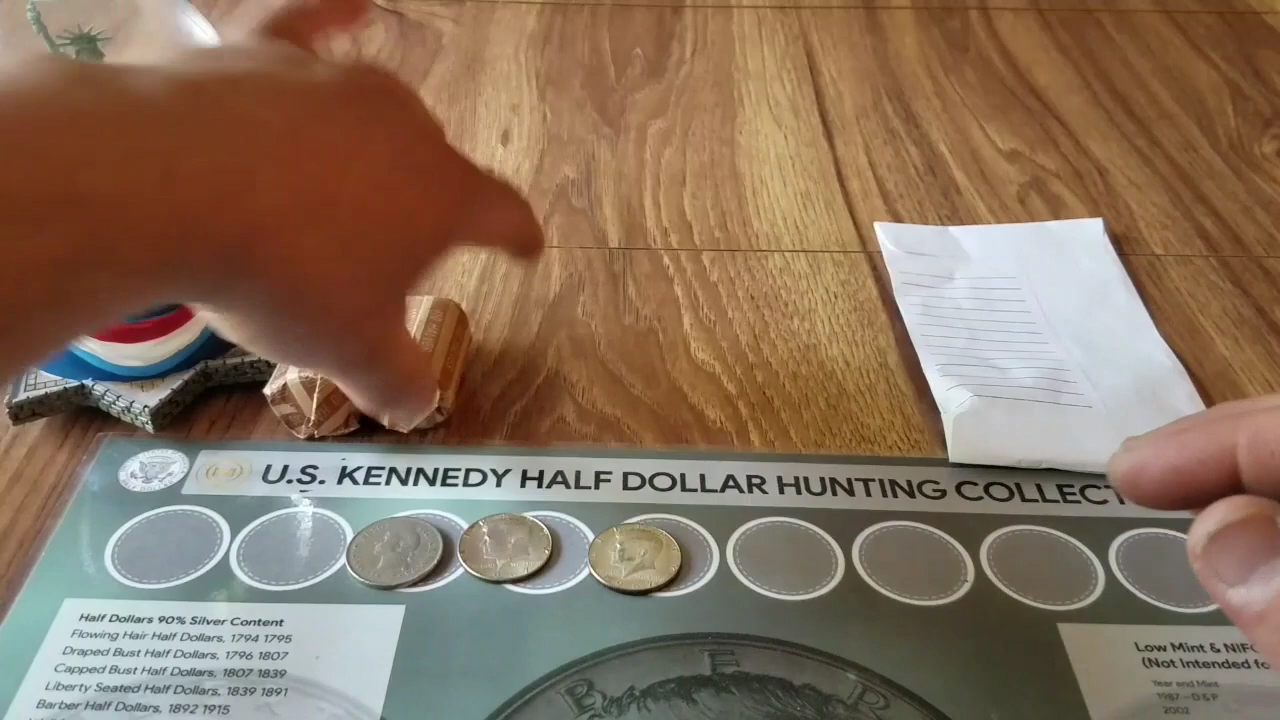 U.S. KENNEDY HALF DOLLAR HUNTING COLLECT
Half Dollars 90% Silver Content
Flowing Hair Half Dollars, 1794 1795
Draped Bust Half Dollars, 1796 1807
Capped Bust Half Dollars, 1807 1839
Liberty Seated Half Dollars, 1839 1891
Barber Half Dollars, 1892 1915
Low Mint & NIFC
(Not Intended fo
Year and Mint
1987 - D & P
2002